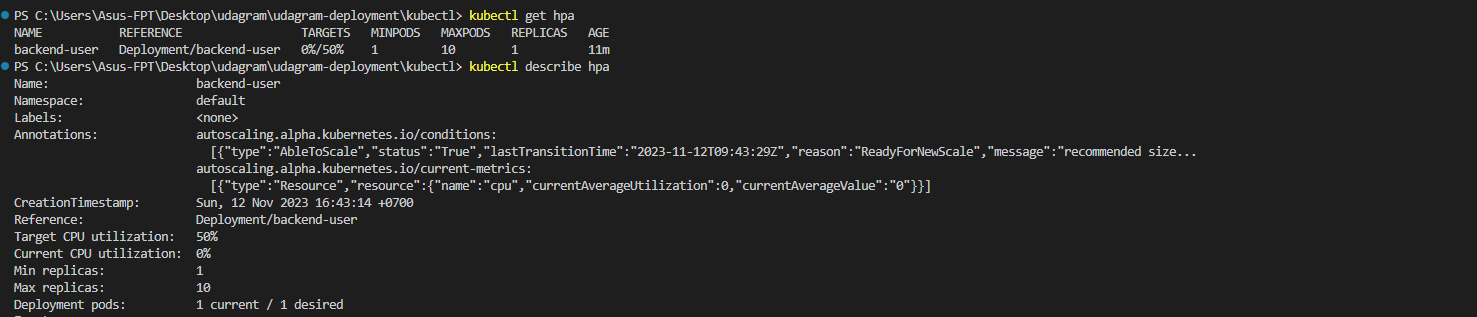 PS C:\Users\Asus-FPT\Desktop\udagram\udagram-deployment\kubectl> kubectl get hpa
NAME REFERENCE TARGETS MINPODS MAXPODS REPLICAS AGE
backend-user Deployment/backend-user 0%/50% 1 10 1 11m
PS C:\Users\Asus-FPT\Desktop\udagram\udagram-deployment\kubectl> kubectl describe hpa
Name: backend-user
Namespace: default
Labels: <none>
Annotations: autoscaling.alpha.kubernetes.io/conditions:
[{"type":"AbleToScale","status":"True","lastTransitionTime":"2023-11-12T09:43:29Z","reason":"ReadyForNewScale","message":"recommended size...
autoscaling.alpha.kubernetes.io/current-metrics:
[{"type":"Resource","resource":{"name":"cpu","currentAverageUtilization":0,"currentAverageValue":"0"}}]
CreationTimestamp: Sun, 12 Nov 2023 16:43:14 +0700
Reference: Deployment/backend-user
Target CPU utilization: 50%
Current CPU utilization: 0%
Min replicas: 1
Max replicas: 10
Deployment pods: 1 current / 1 desired